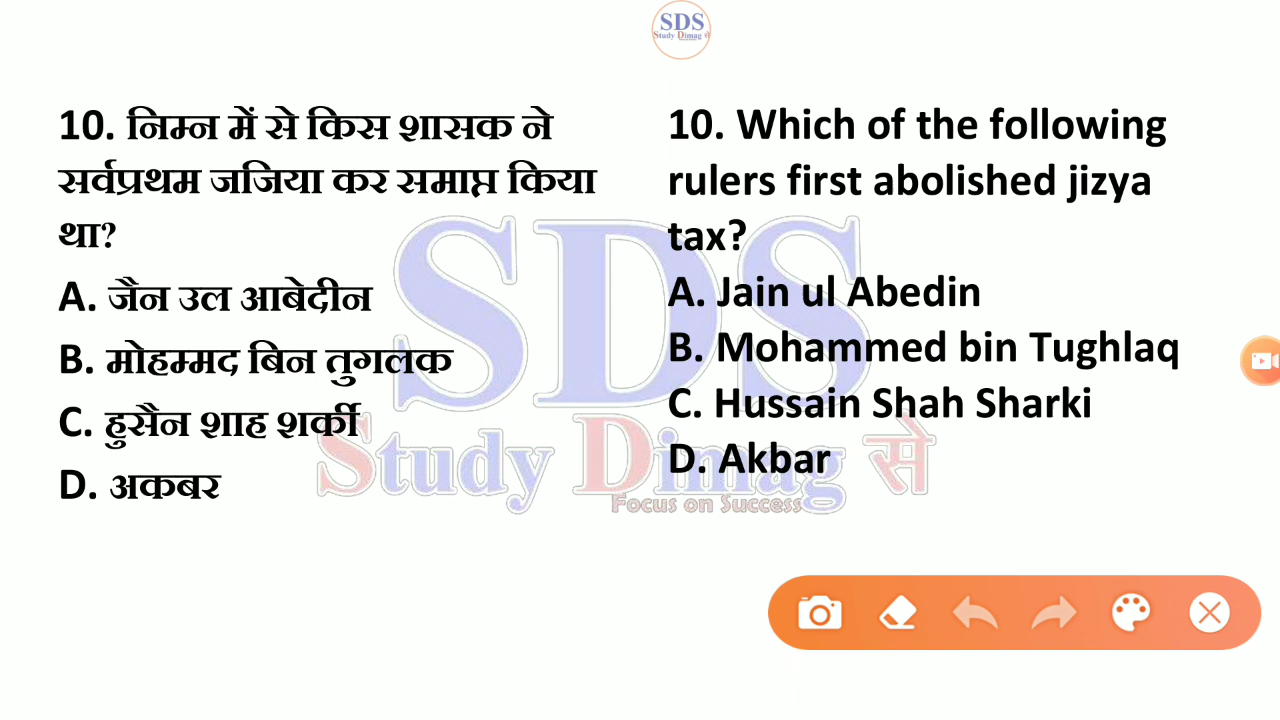 SDS
Study Dimag से
10. निम्न में से किस शासक ने
सर्वप्रथम जजिया कर समाप्त किया
था?
A. जैन उल आबेदीन
B. मोहम्मद बिन तुगलक
C. हुसैन शाह शर्की
D. अकबर
10. Which of the following
rulers first abolished jizya
tax?
A. Jain ul Abedin
B. Mohammed bin Tughlaq
C. Hussain Shah Sharki
D. Akbar
SDS
Study Dimag से
Focus on Success